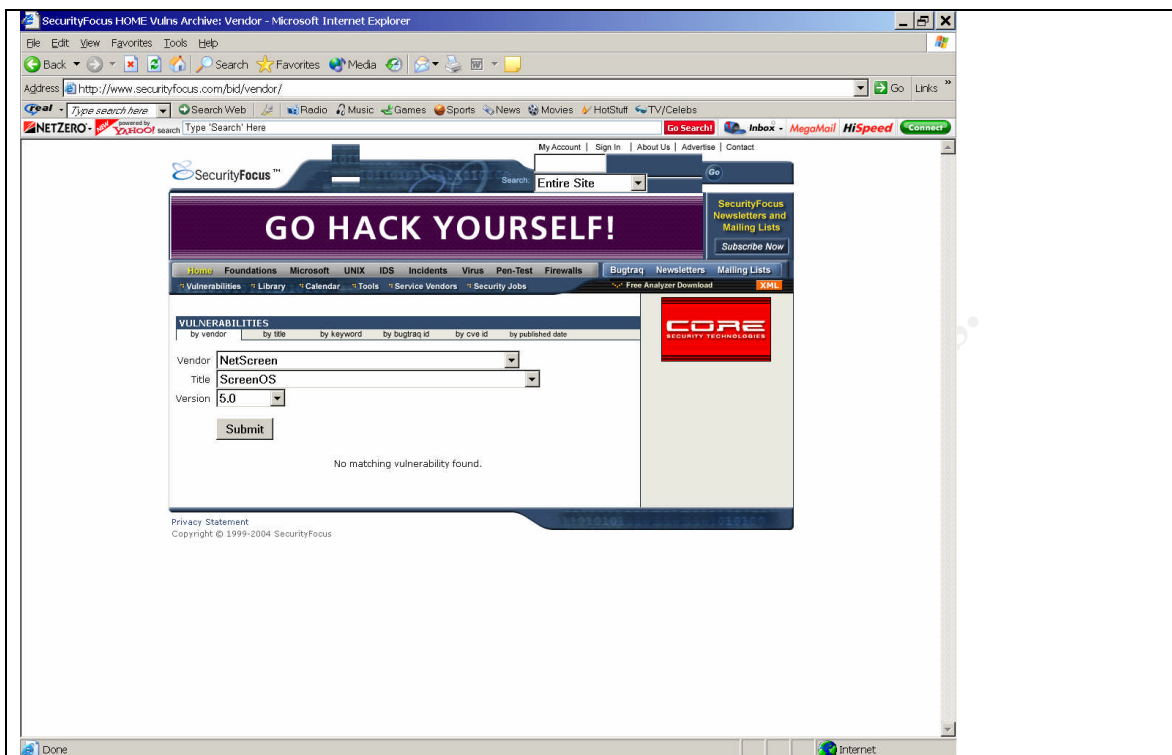 SecurityFocus HOME Vulns Archive: Vendor - Microsoft Internet Explorer
File Edit View Favorites Tools Help
Back Search Favorites Media
Address http://www.securityfocus.com/bid/vendor/ Go Links »
Real Type search here Search Web Radio Music Games Sports News Movies HotStuff TV/Celebs
NETZERO NEW powered by YAHOO! search Type 'Search' Here Go Search! Inbox MegaMail HiSpeed Connect
My Account | Sign In | About Us | Advertise | Contact
SecurityFocus ™ Search: Entire Site Go
GO HACK YOURSELF!
SecurityFocus
Newsletters and
Mailing Lists
Subscribe Now
Home Foundations Microsoft UNIX IDS Incidents Virus Pen-Test Firewalls Bugtraq Newsletters Mailing Lists
Vulnerabilities Library Calendar Tools Service Vendors Security Jobs Free Analyzer Download XML
VULNERABILITIES
by vendor by title by keyword by bugtraq id by cve id by published date
CORE
SECURITY TECHNOLOGIES
Vendor NetScreen
Title ScreenOS
Version 5.0
Submit
No matching vulnerability found.
Privacy Statement
Copyright © 1999-2004 SecurityFocus
Done Internet